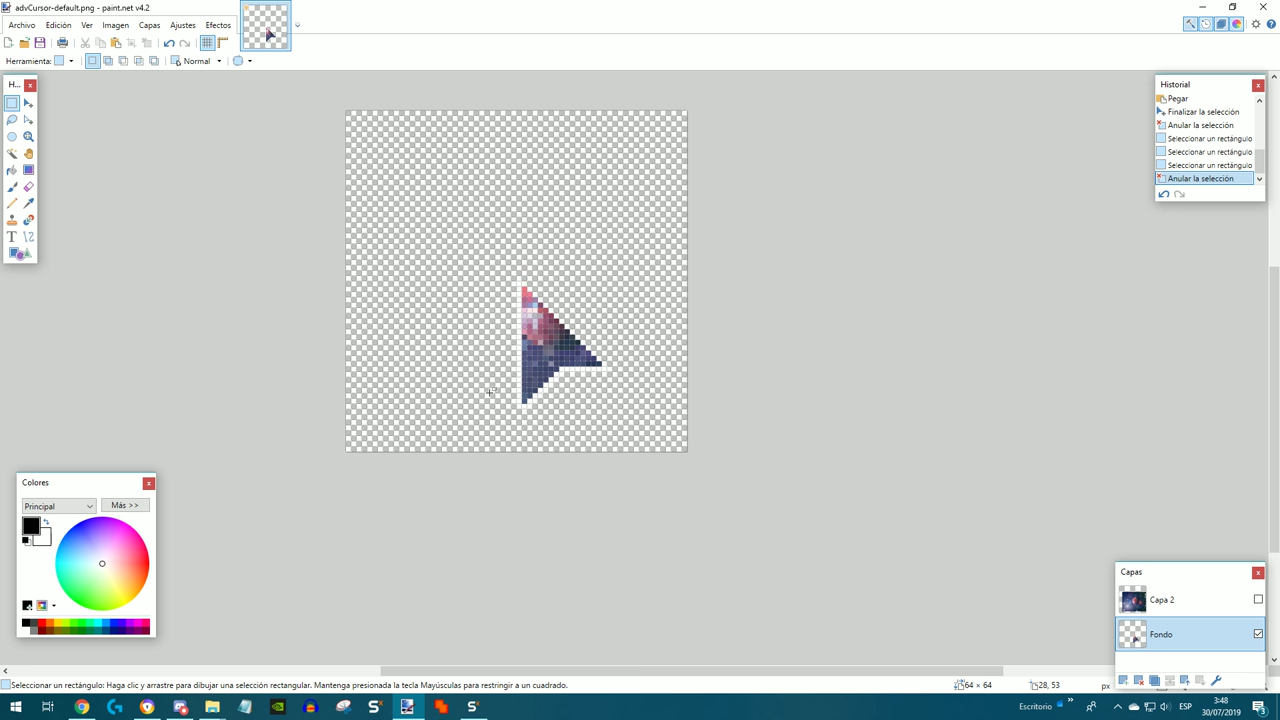 advCursor-default.png - paint.net v4.2
Archivo Edición Ver Imagen Capas Ajustes Efectos
Herramienta: Normal
H...
Historial
Pegar
Finalizar la selección
Anular la selección
Seleccionar un rectángulo
Seleccionar un rectángulo
Seleccionar un rectángulo
Anular la selección
Colores
Principal
Más >>
Capas
Capa 2
Fondo
Seleccionar un rectángulo: Haga clic y arrastre para dibujar una selección rectangular. Mantenga presionada la tecla Mayúsculas para restringir a un cuadrado.
64 × 64
28, 53
px
Escritorio
»
ESP
3:48
30/07/2019
3